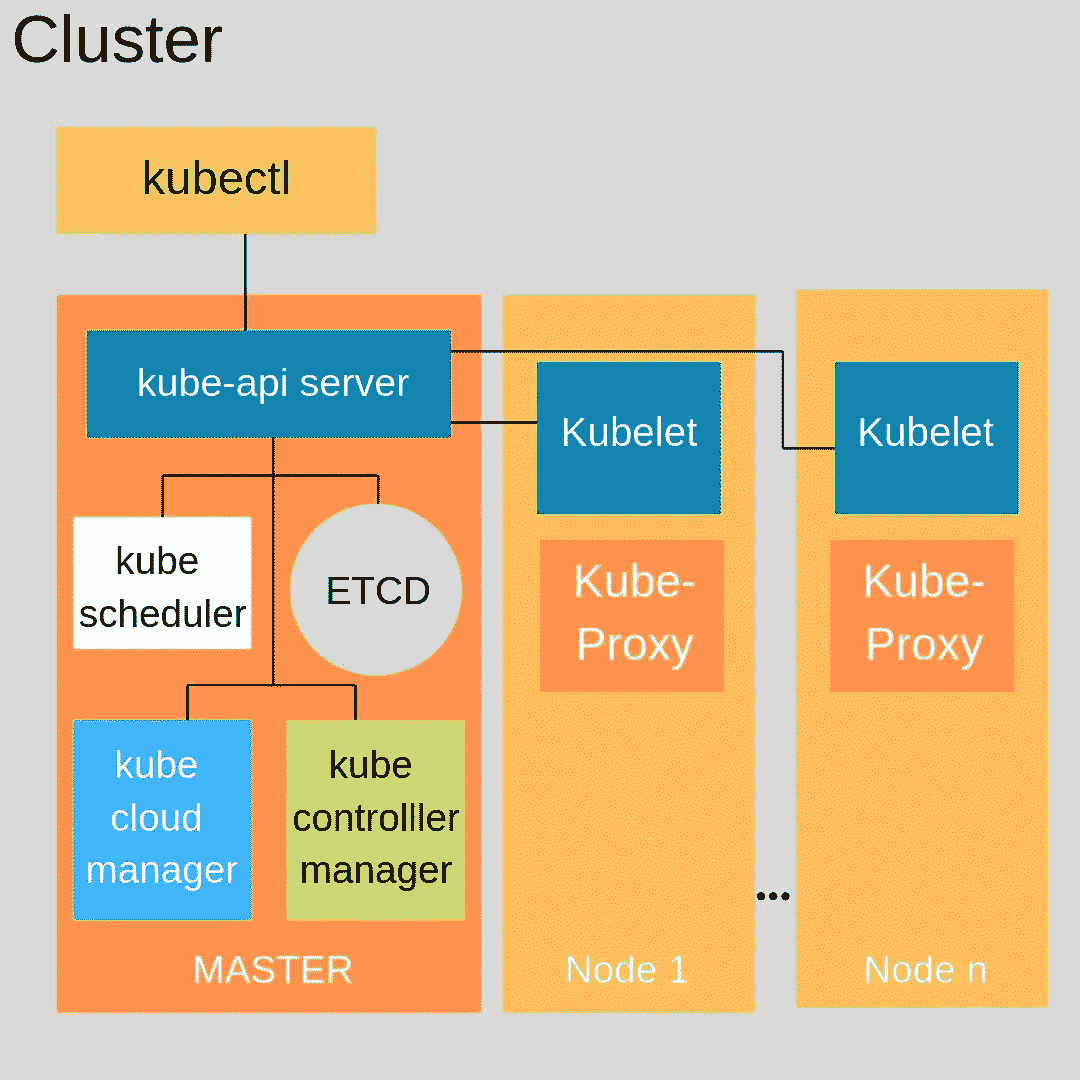 Cluster
kubectl
kube-api server
Kubelet
Kubelet
kube
scheduler
ETCD
Kube-
Proxy
Kube-
Proxy
kube
cloud
manager
kube
controlller
manager
...
MASTER
Node 1
Node n